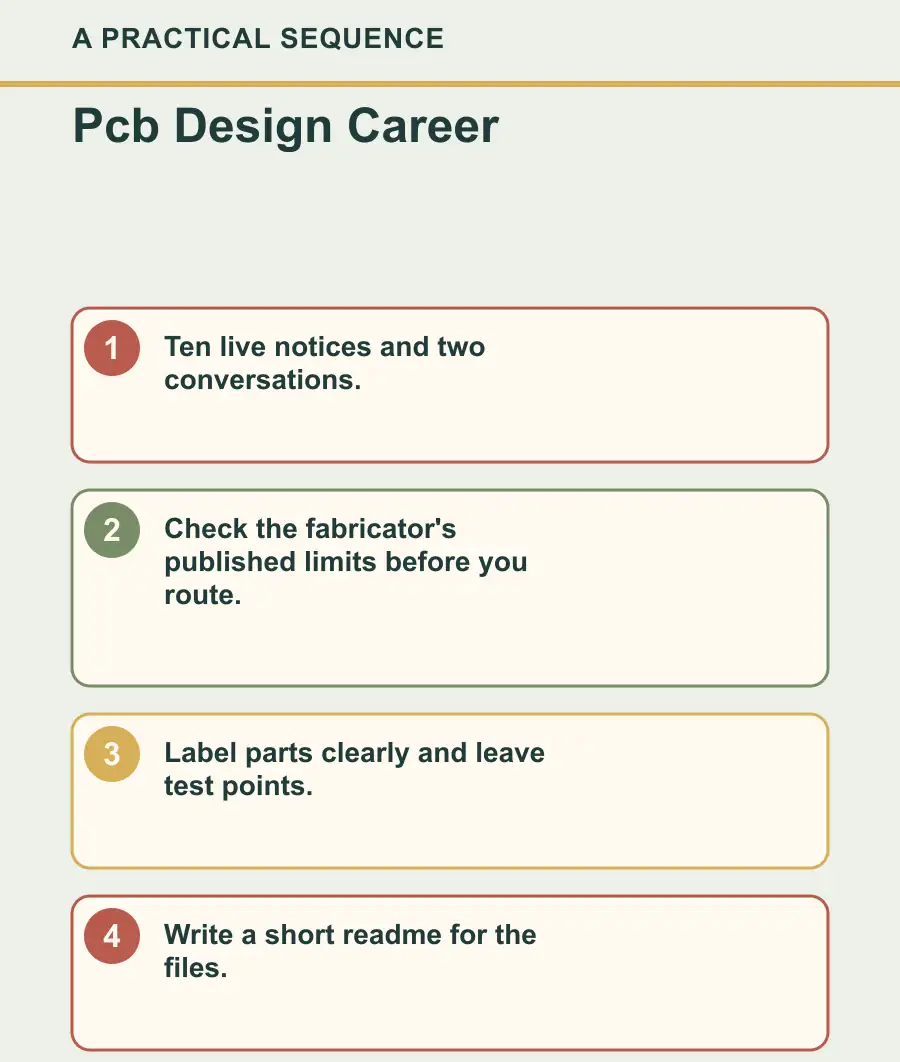 A PRACTICAL SEQUENCE
Pcb Design Career
1
Ten live notices and two
conversations.
2
Check the fabricator's
published limits before you
route.
3
Label parts clearly and leave
test points.
4
Write a short readme for the
files.